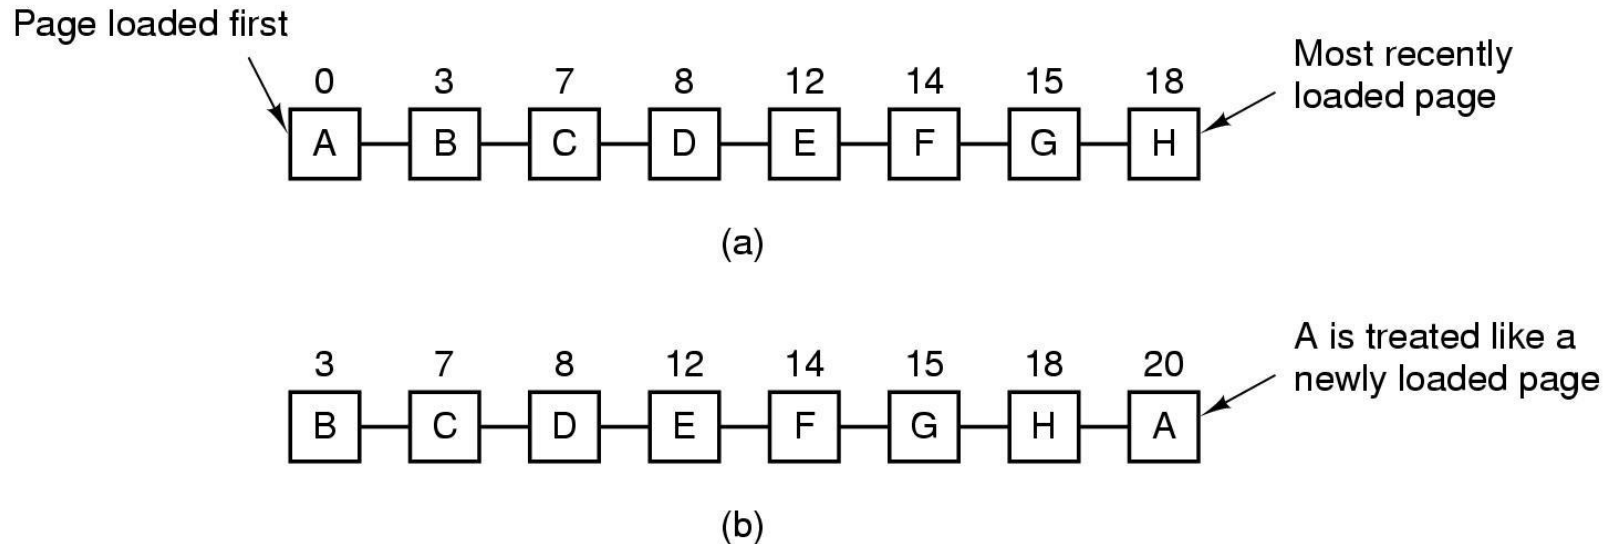 Page loaded first
0 3 7 8 12 14 15 18
Most recently
loaded page
A B C D E F G H
(a)
3 7 8 12 14 15 18 20
A is treated like a
newly loaded page
B C D E F G H A
(b)